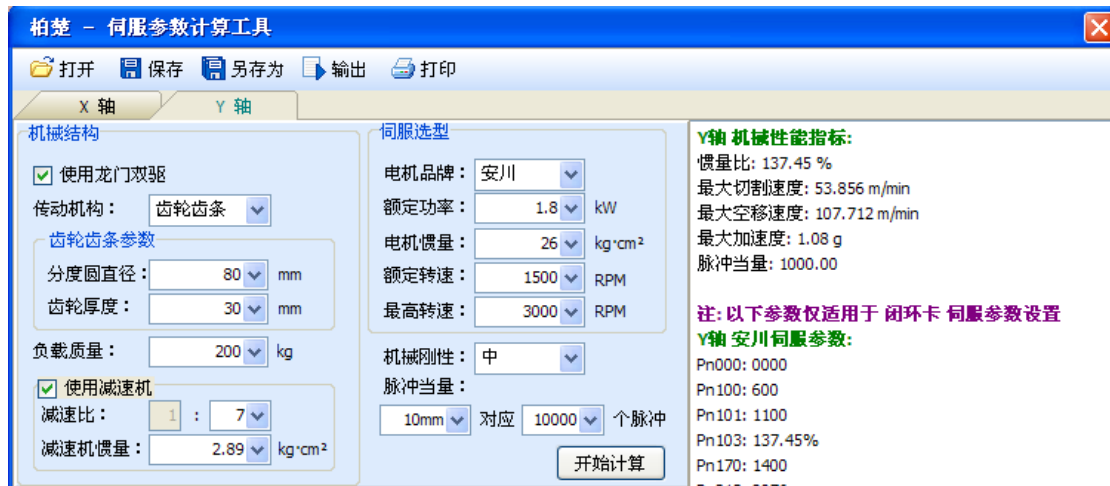 柏楚 - 伺服参数计算工具
打开 保存 另存为 输出 打印
X 轴 Y 轴
机械结构
使用龙门双驱
传动机构： 齿轮齿条
齿轮齿条参数
分度圆直径： 80 mm
齿轮厚度： 30 mm
负载质量： 200 kg
使用减速机
减速比： 1 : 7
减速机惯量： 2.89 kg·cm²
伺服选型
电机品牌： 安川
额定功率： 1.8 kW
电机惯量： 26 kg·cm²
额定转速： 1500 RPM
最高转速： 3000 RPM
机械刚性： 中
脉冲当量：
10mm 对应 10000 个脉冲
开始计算
Y轴 机械性能指标:
惯量比: 137.45 %
最大切割速度: 53.856 m/min
最大空移速度: 107.712 m/min
最大加速度: 1.08 g
脉冲当量: 1000.00
注: 以下参数仅适用于 闭环卡 伺服参数设置
Y轴 安川伺服参数:
Pn000: 0000
Pn100: 600
Pn101: 1100
Pn103: 137.45%
Pn170: 1400